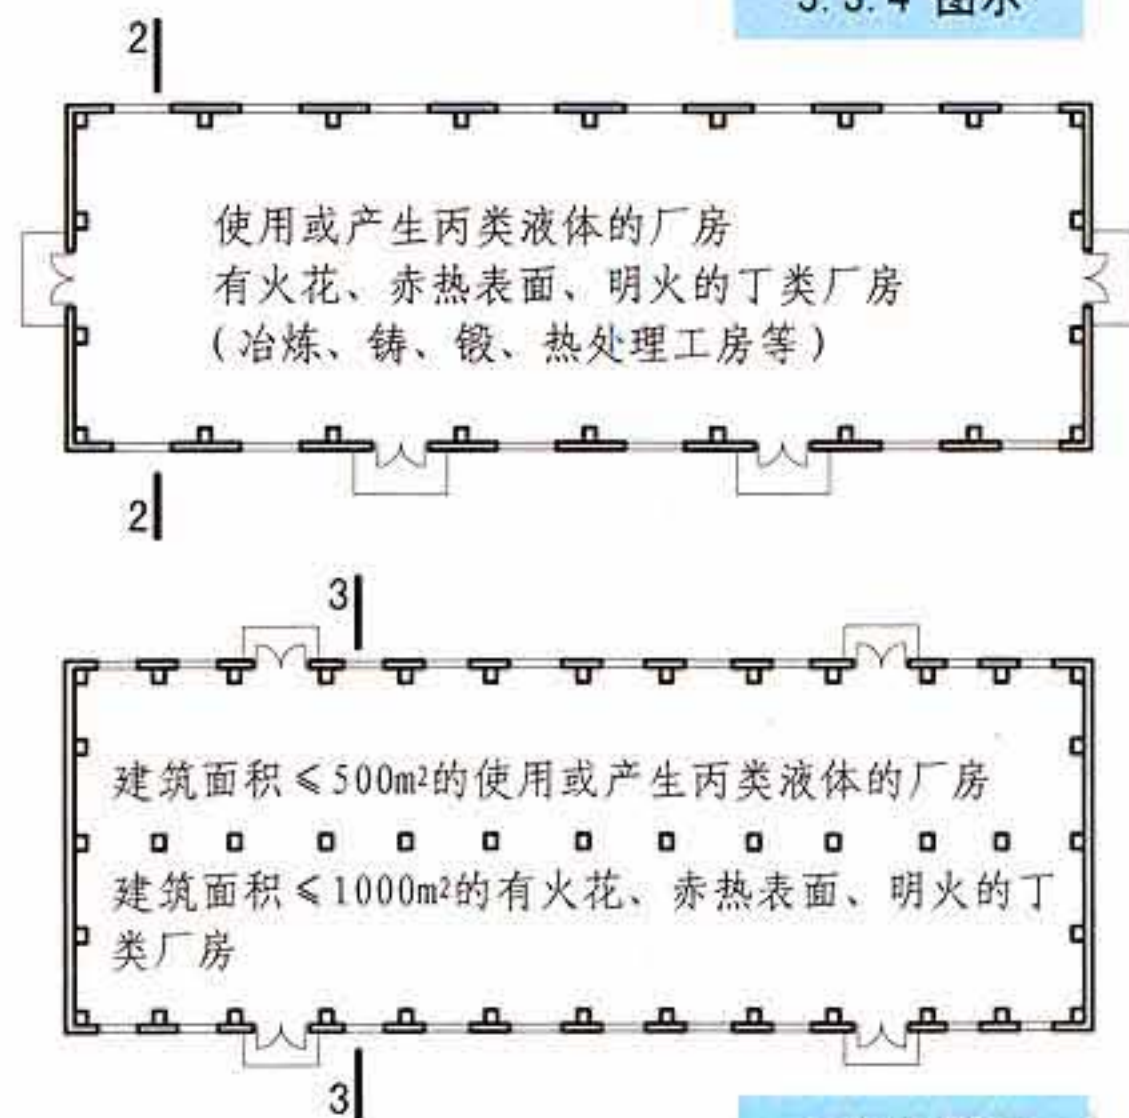 2
使用或产生丙类液体的厂房
有火花、赤热表面、明火的丁类厂房
(冶炼、铸、锻、热处理工房等)
2
3
建筑面积≤500m²的使用或产生丙类液体的厂房
建筑面积≤1000m²的有火花、赤热表面、明火的丁
类厂房
3